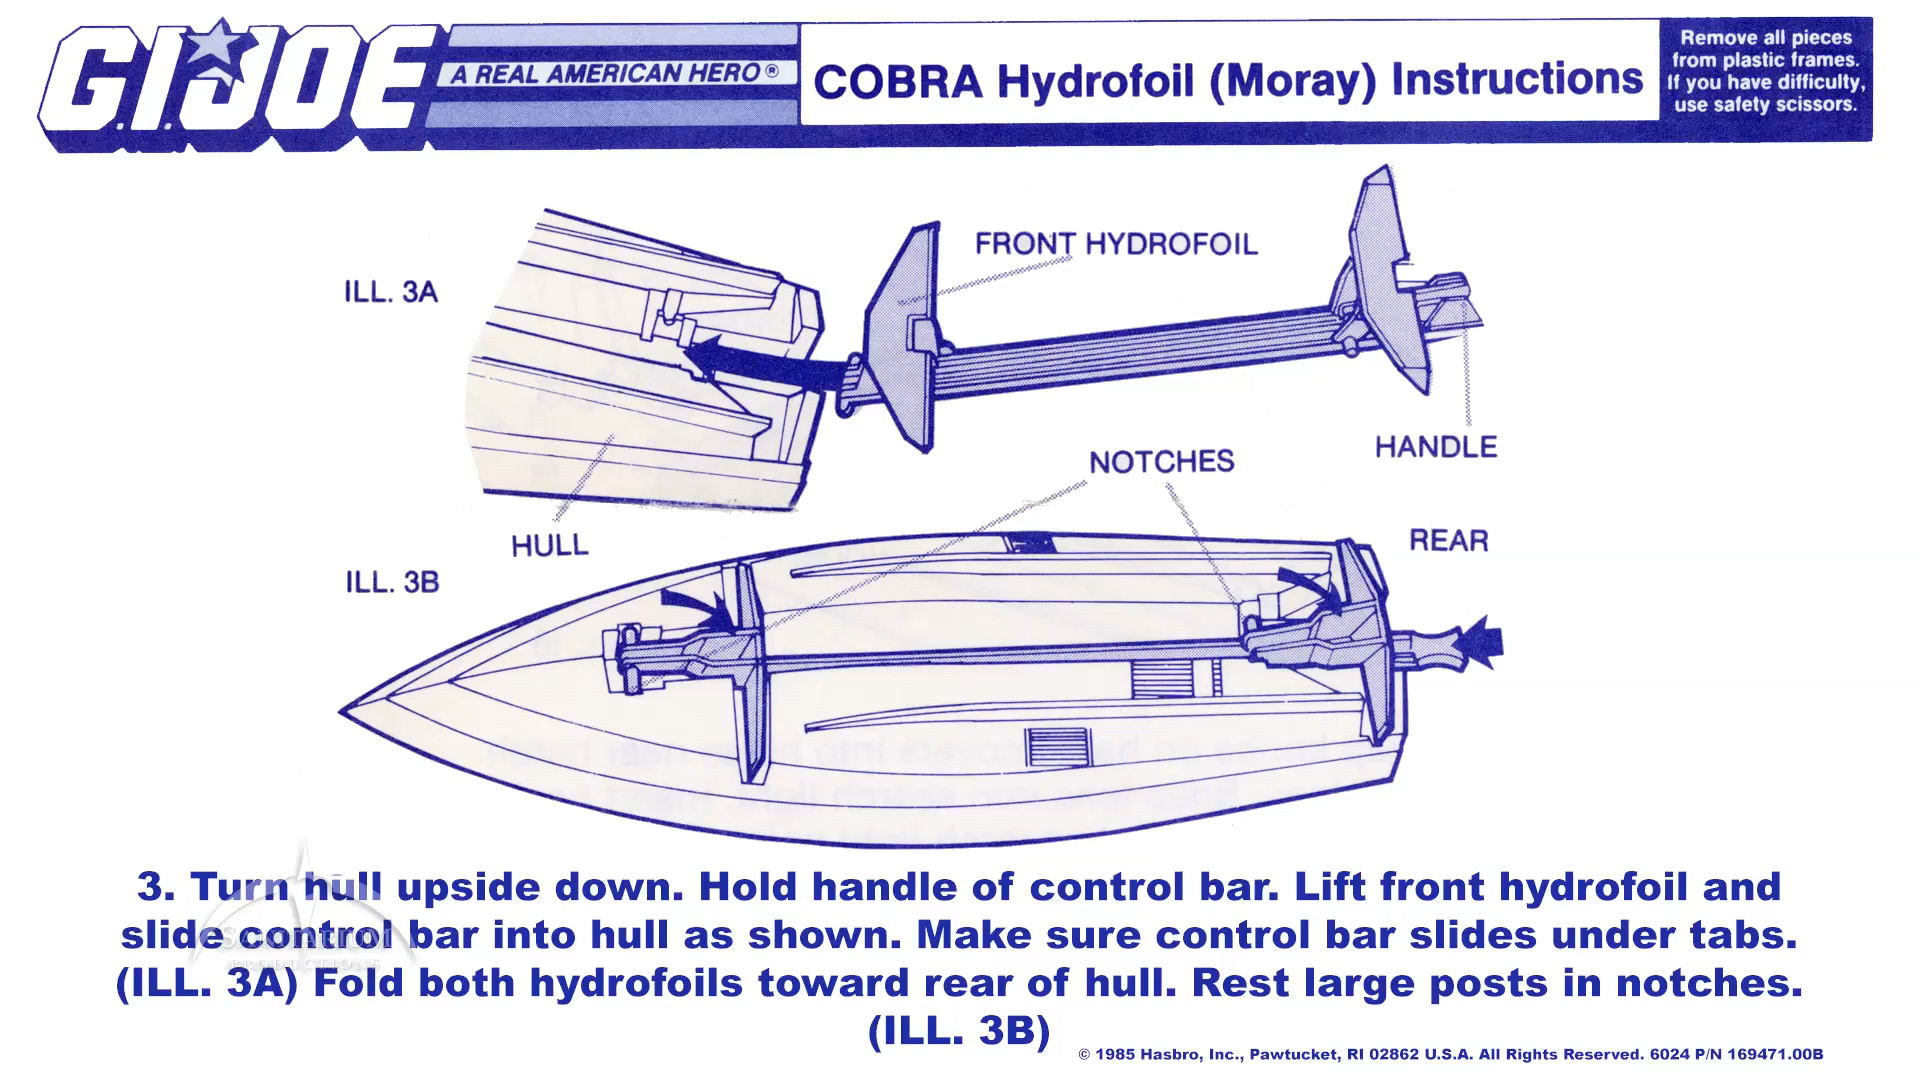 G.I. JOE
A REAL AMERICAN HERO®
COBRA Hydrofoil (Moray) Instructions
Remove all pieces
from plastic frames.
If you have difficulty,
use safety scissors.
ILL. 3A
FRONT HYDROFOIL
HANDLE
NOTCHES
HULL
REAR
ILL. 3B
3. Turn hull upside down. Hold handle of control bar. Lift front hydrofoil and
slide control bar into hull as shown. Make sure control bar slides under tabs.
(ILL. 3A) Fold both hydrofoils toward rear of hull. Rest large posts in notches.
(ILL. 3B)
PRODUCTIONS
© 1985 Hasbro, Inc., Pawtucket, RI 02862 U.S.A. All Rights Reserved. 6024 P/N 169471.00B